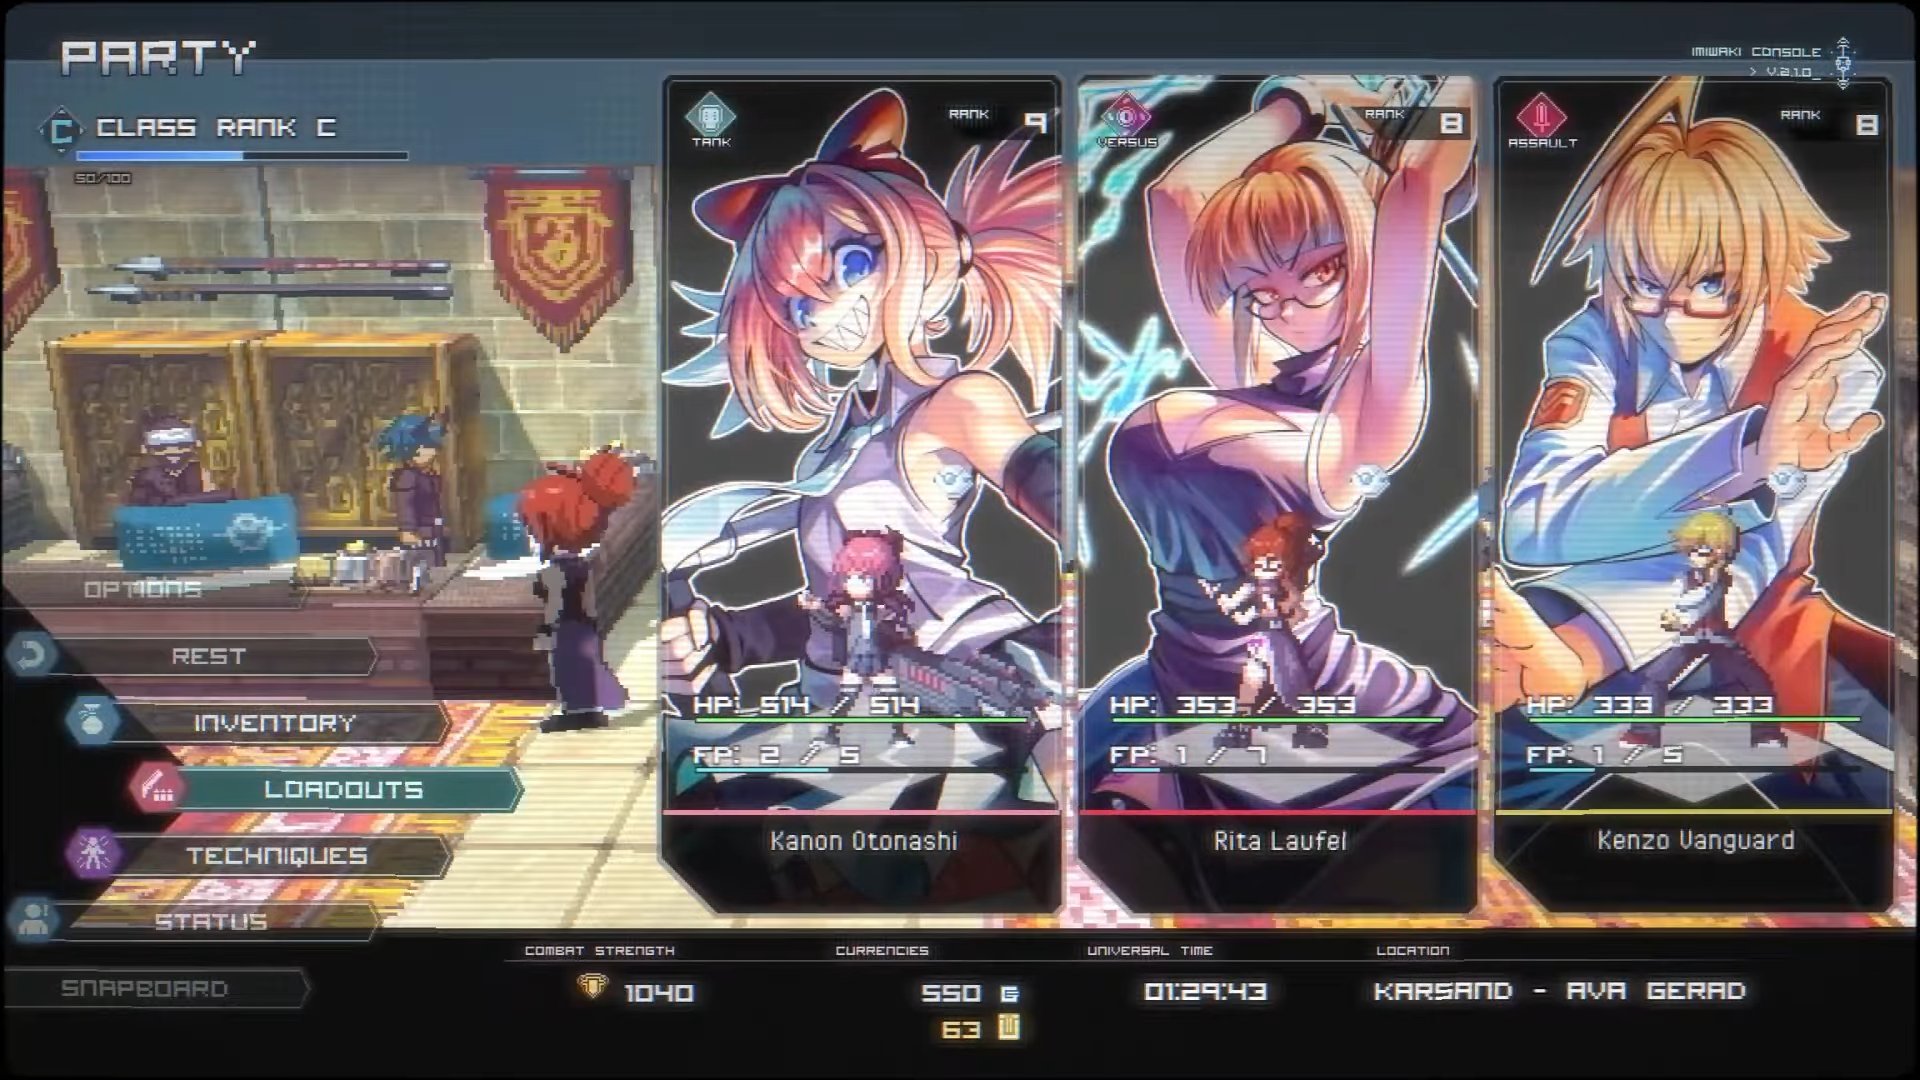 PARTY
IMIWAKI CONSOLE
> V.2.1.0_
C CLASS RANK C
50/100
OPTIONS
REST
INVENTORY
LOADOUTS
TECHNIQUES
STATUS
SNAPBOARD
TANK
RANK 9
HP: 514 / 514
FP: 2 / 5
Kanon Otonashi
VERSUS
RANK 8
HP: 353 / 353
FP: 1 / 7
Rita Laufel
ASSAULT
RANK 8
HP: 333 / 333
FP: 1 / 5
Kenzo Vanguard
COMBAT STRENGTH
1040
CURRENCIES
550 G
63
UNIVERSAL TIME
01:29:43
LOCATION
KARSAND - AVA GERAD